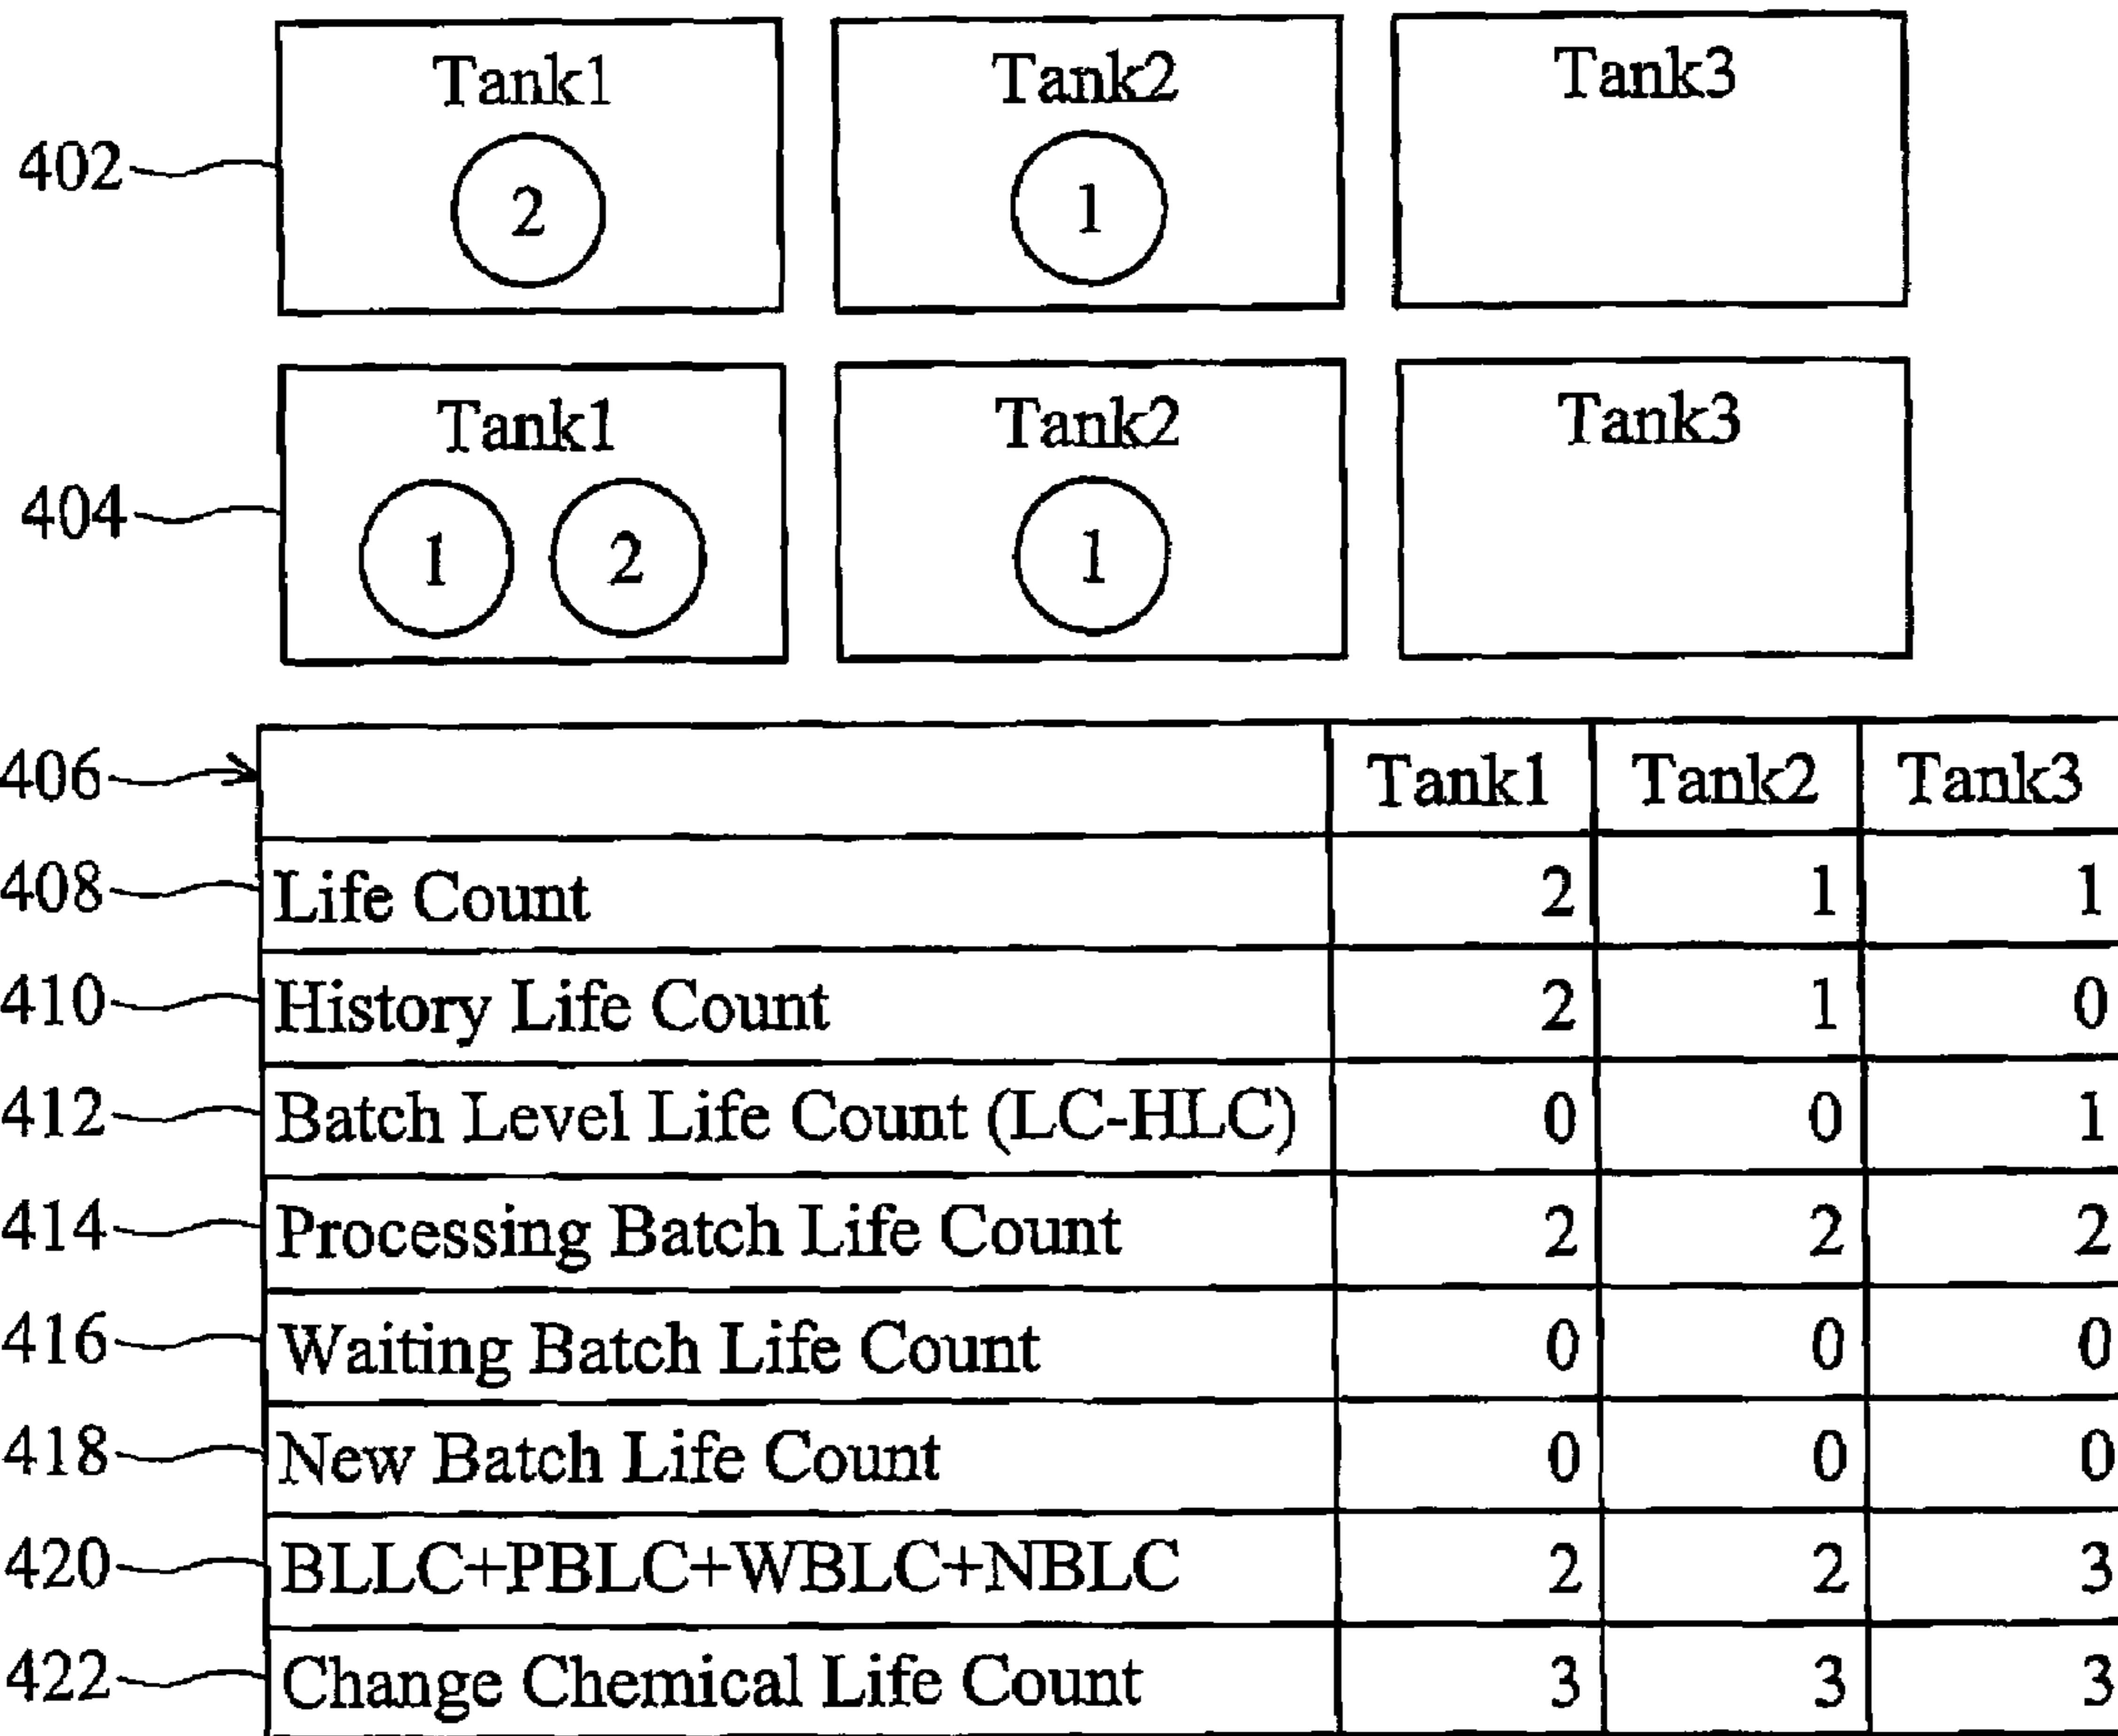 Tank1 Tank2 Tank3
402 2 1
Tank1 Tank2 Tank3
404 1 2 1
406 Tank1 Tank2 Tank3
408 Life Count 2 1 1
410 History Life Count 2 1 0
412 Batch Level Life Count (LC-HLC) 0 0 1
414 Processing Batch Life Count 2 2 2
416 Waiting Batch Life Count 0 0 0
418 New Batch Life Count 0 0 0
420 BLLC+PBLC+WBLC+NBLC 2 2 3
422 Change Chemical Life Count 3 3 3